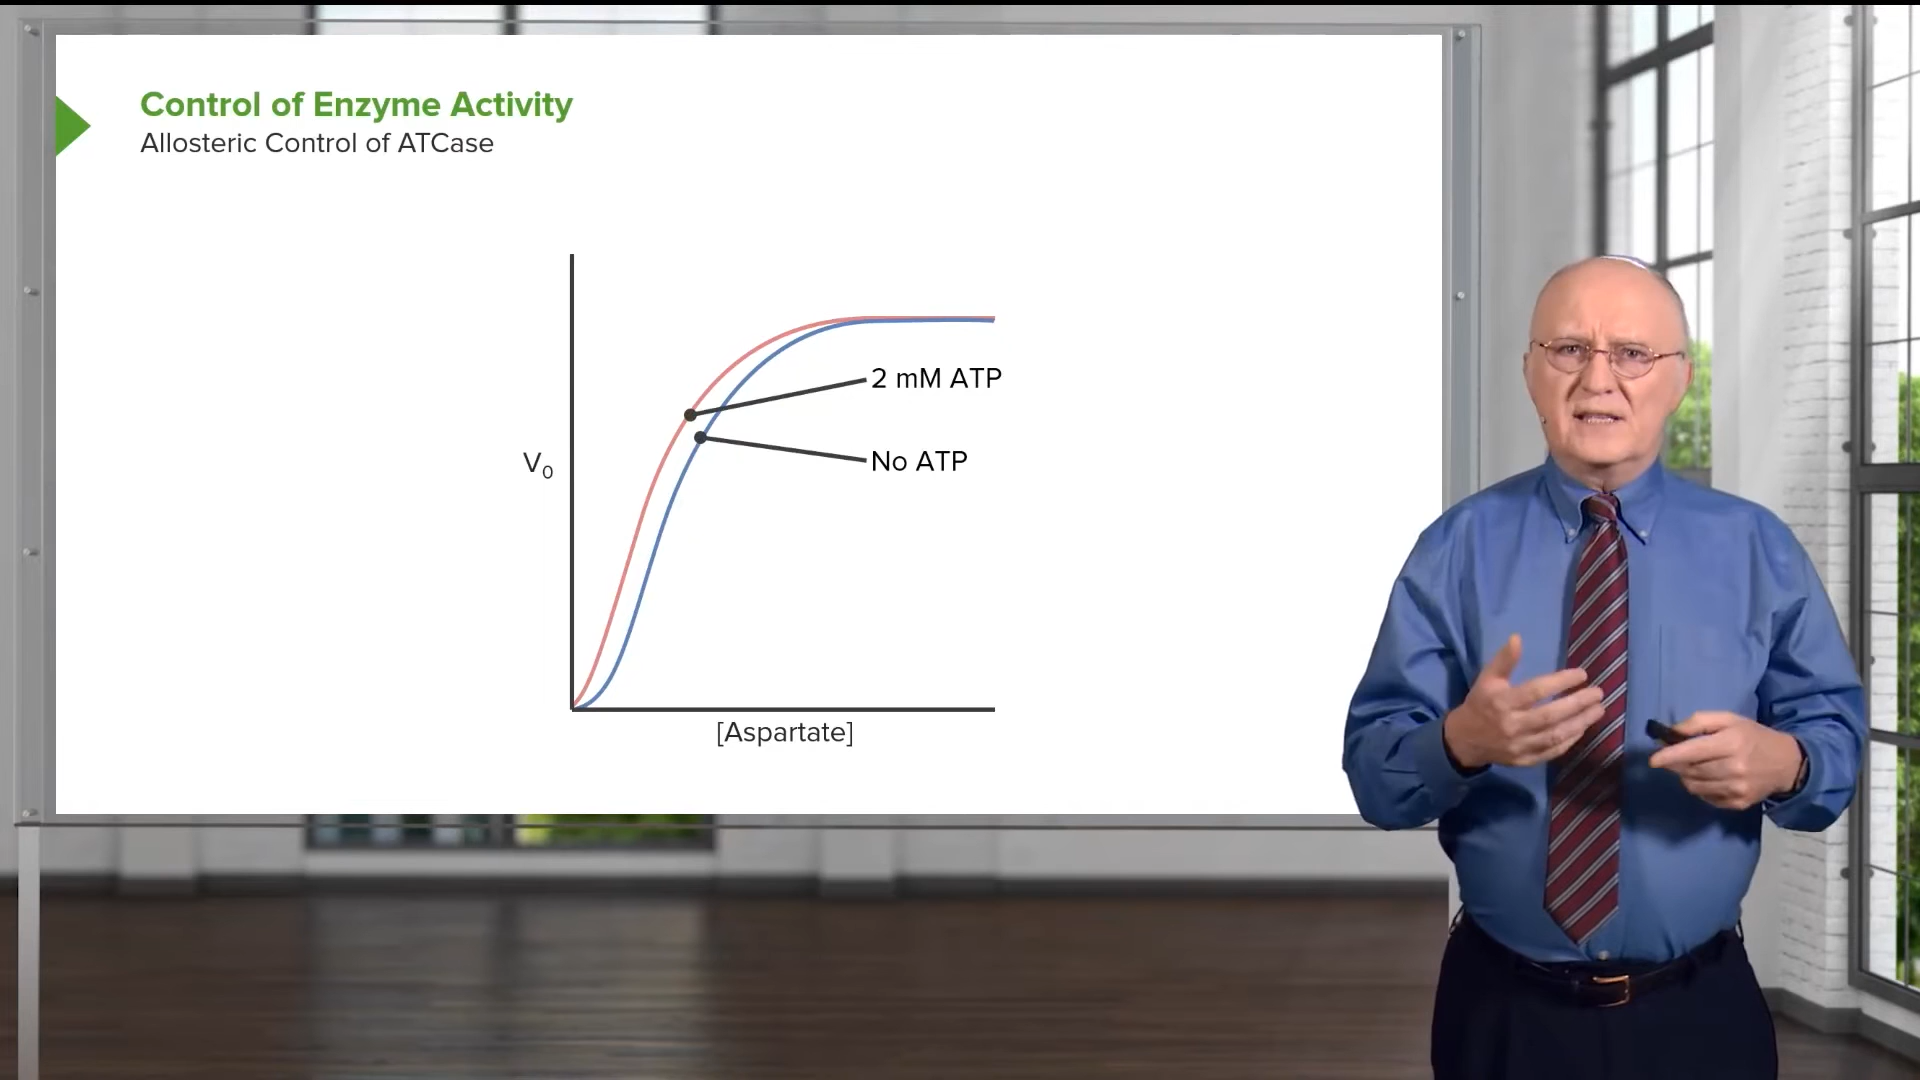 Control of Enzyme Activity
Allosteric Control of ATCase
2 mM ATP
No ATP
V₀
[Aspartate]